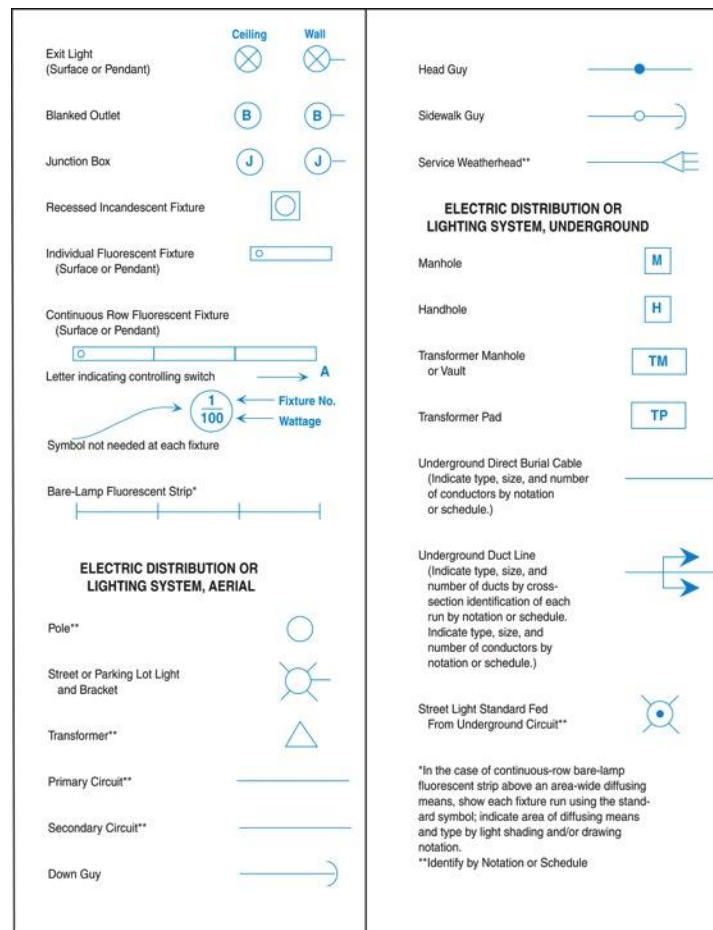 Ceiling Wall
Exit Light
(Surface or Pendant)
Blanked Outlet B B
Junction Box J J
Recessed Incandescent Fixture
Individual Fluorescent Fixture
(Surface or Pendant)
Continuous Row Fluorescent Fixture
(Surface or Pendant)
Letter indicating controlling switch A
1 Fixture No.
100 Wattage
Symbol not needed at each fixture
Bare-Lamp Fluorescent Strip*
ELECTRIC DISTRIBUTION OR
LIGHTING SYSTEM, AERIAL
Pole**
Street or Parking Lot Light
and Bracket
Transformer**
Primary Circuit**
Secondary Circuit**
Down Guy
Head Guy
Sidewalk Guy
Service Weatherhead**
ELECTRIC DISTRIBUTION OR
LIGHTING SYSTEM, UNDERGROUND
Manhole M
Handhole H
Transformer Manhole
or Vault TM
Transformer Pad TP
Underground Direct Burial Cable
(Indicate type, size, and number
of conductors by notation
or schedule.)
Underground Duct Line
(Indicate type, size, and
number of ducts by cross-
section identification of each
run by notation or schedule.
Indicate type, size, and
number of conductors by
notation or schedule.)
Street Light Standard Fed
From Underground Circuit**
*In the case of continuous-row bare-lamp
fluorescent strip above an area-wide diffusing
means, show each fixture run using the stand-
ard symbol; indicate area of diffusing means
and type by light shading and/or drawing
notation.
**Identify by Notation or Schedule